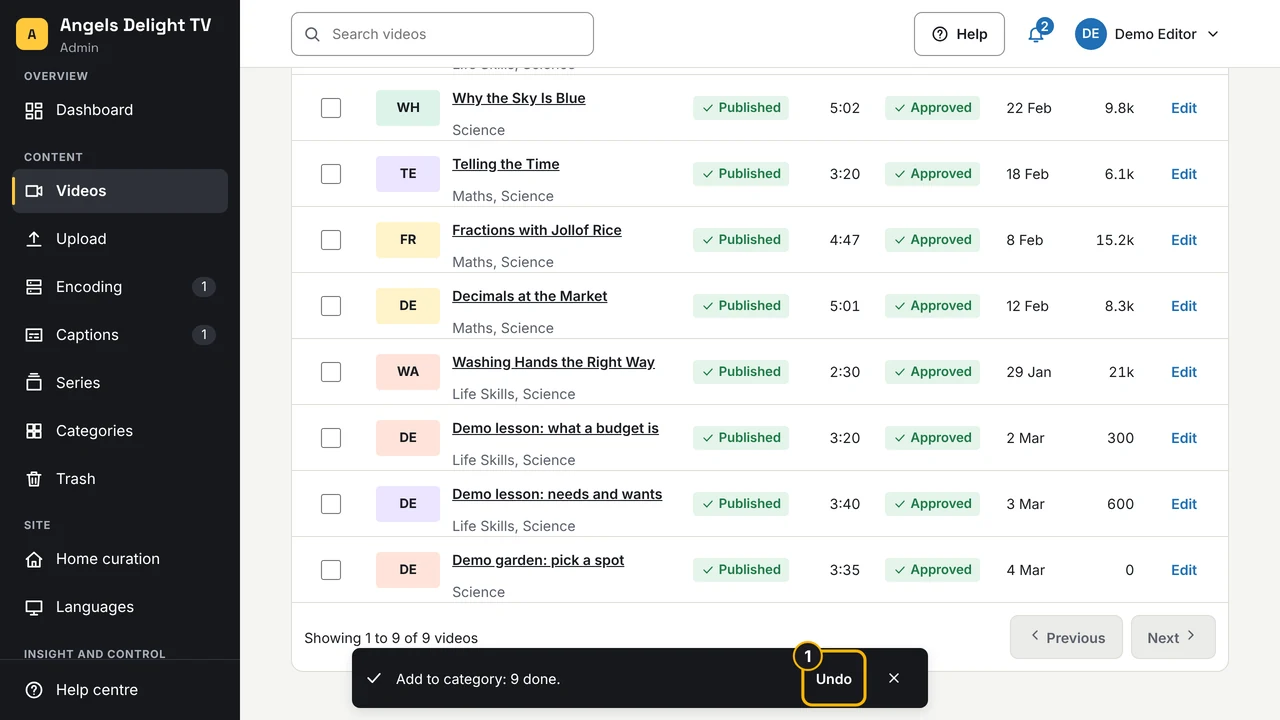 A
Angels Delight TV
Admin
OVERVIEW
Dashboard
CONTENT
Videos
Upload
Encoding 1
Captions 1
Series
Categories
Trash
SITE
Home curation
Languages
INSIGHT AND CONTROL
Help centre
Search videos
Help
2
DE Demo Editor
Life Skills, Science
WH Why the Sky Is Blue Published 5:02 Approved 22 Feb 9.8k Edit
Science
TE Telling the Time Published 3:20 Approved 18 Feb 6.1k Edit
Maths, Science
FR Fractions with Jollof Rice Published 4:47 Approved 8 Feb 15.2k Edit
Maths, Science
DE Decimals at the Market Published 5:01 Approved 12 Feb 8.3k Edit
Maths, Science
WA Washing Hands the Right Way Published 2:30 Approved 29 Jan 21k Edit
Life Skills, Science
DE Demo lesson: what a budget is Published 3:20 Approved 2 Mar 300 Edit
Life Skills, Science
DE Demo lesson: needs and wants Published 3:40 Approved 3 Mar 600 Edit
Life Skills, Science
DE Demo garden: pick a spot Published 3:35 Approved 4 Mar 0 Edit
Science
Showing 1 to 9 of 9 videos
Previous Next
1
Add to category: 9 done. Undo